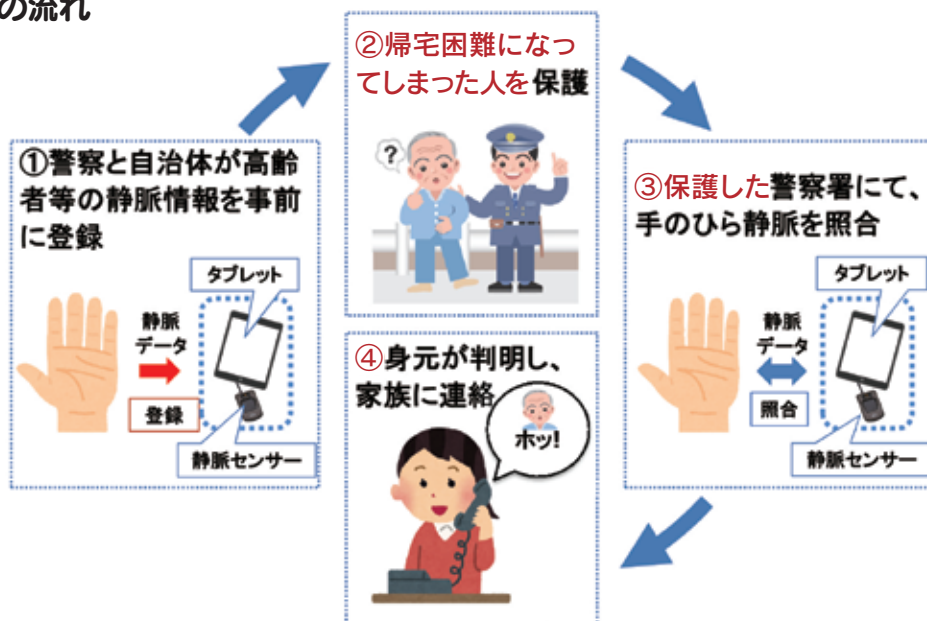 の流れ
①警察と自治体が高齢
者等の静脈情報を事前
に登録
タブレット
静脈
データ
登録
静脈センサー
②帰宅困難になっ
てしまった人を保護
?
③保護した警察署にて、
手のひら静脈を照合
タブレット
静脈
データ
照合
静脈センサー
④身元が判明し、
家族に連絡
ホッ!